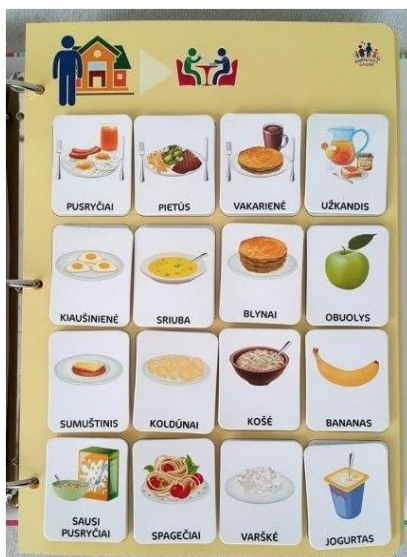 PUSRYČIAI PIETŪS VAKARIENĖ UŽKANDIS
KIAUŠINIENĖ SRIUBA BLYNAI OBUOLYS
SUMUŠTINIS KOLDŪNAI KOŠĖ BANANAS
SAUSI
PUSRYČIAI SPAGEČIAI VARŠKĖ JOGURTAS